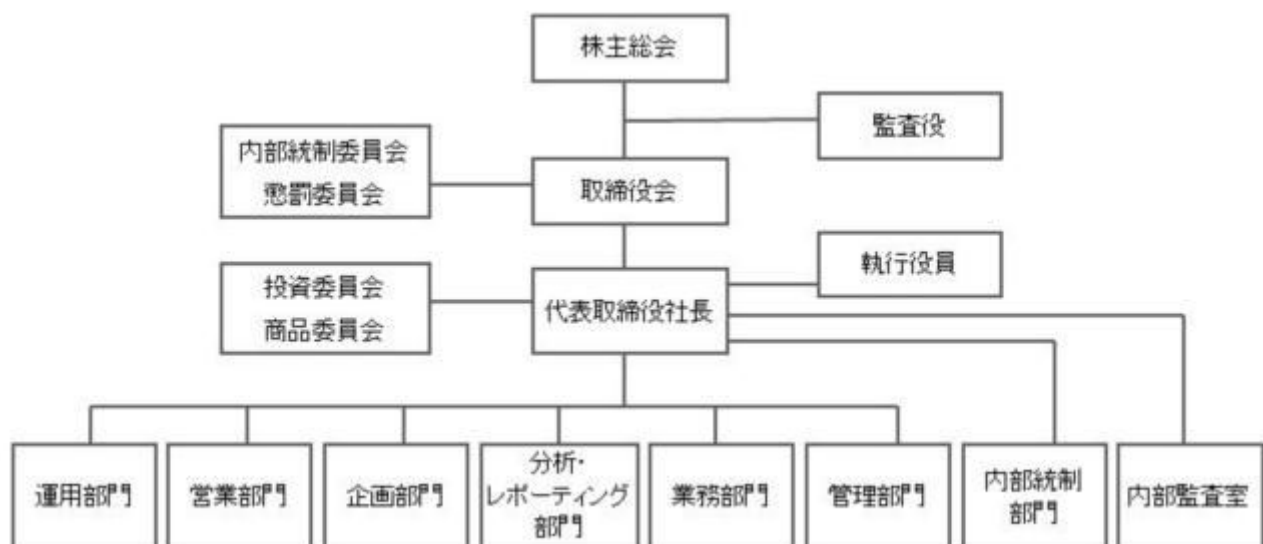 株主総会
監査役
内部統制委員会
懲罰委員会
取締役会
執行役員
投資委員会
商品委員会
代表取締役社長
運用部門
営業部門
企画部門
分析・
レポーティング
部門
業務部門
管理部門
内部統制
部門
内部監査室